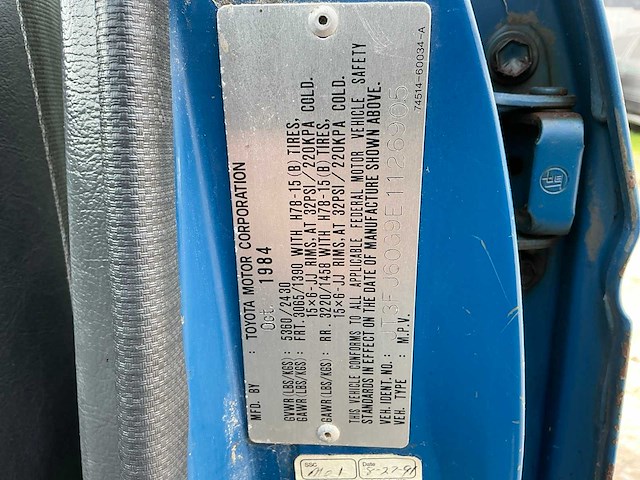 MFD. BY : TOYOTA MOTOR CORPORATION
Oct 1984
GVWR(LBS/KGS) : 5360/2430
GAWR(LBS/KGS) : FRT. 3065/1390 WITH H78-15(B) TIRES,
15×6-JJ RIMS, AT 32PSI/220KPA COLD.
GAWR(LBS/KGS) : RR. 3220/1458 WITH H78-15(B) TIRES,
15×6-JJ RIMS, AT 32PSI/220KPA COLD.
THIS VEHICLE CONFORMS TO ALL APPLICABLE FEDERAL MOTOR VEHICLE SAFETY
STANDARDS IN EFFECT ON THE DATE OF MANUFACTURE SHOWN ABOVE.
VEH. IDENT. NO. : JT3FJ60G9E1126905
VEH. TYPE : M.P.V.
74514-60034-A
SSC Date
8-27-91